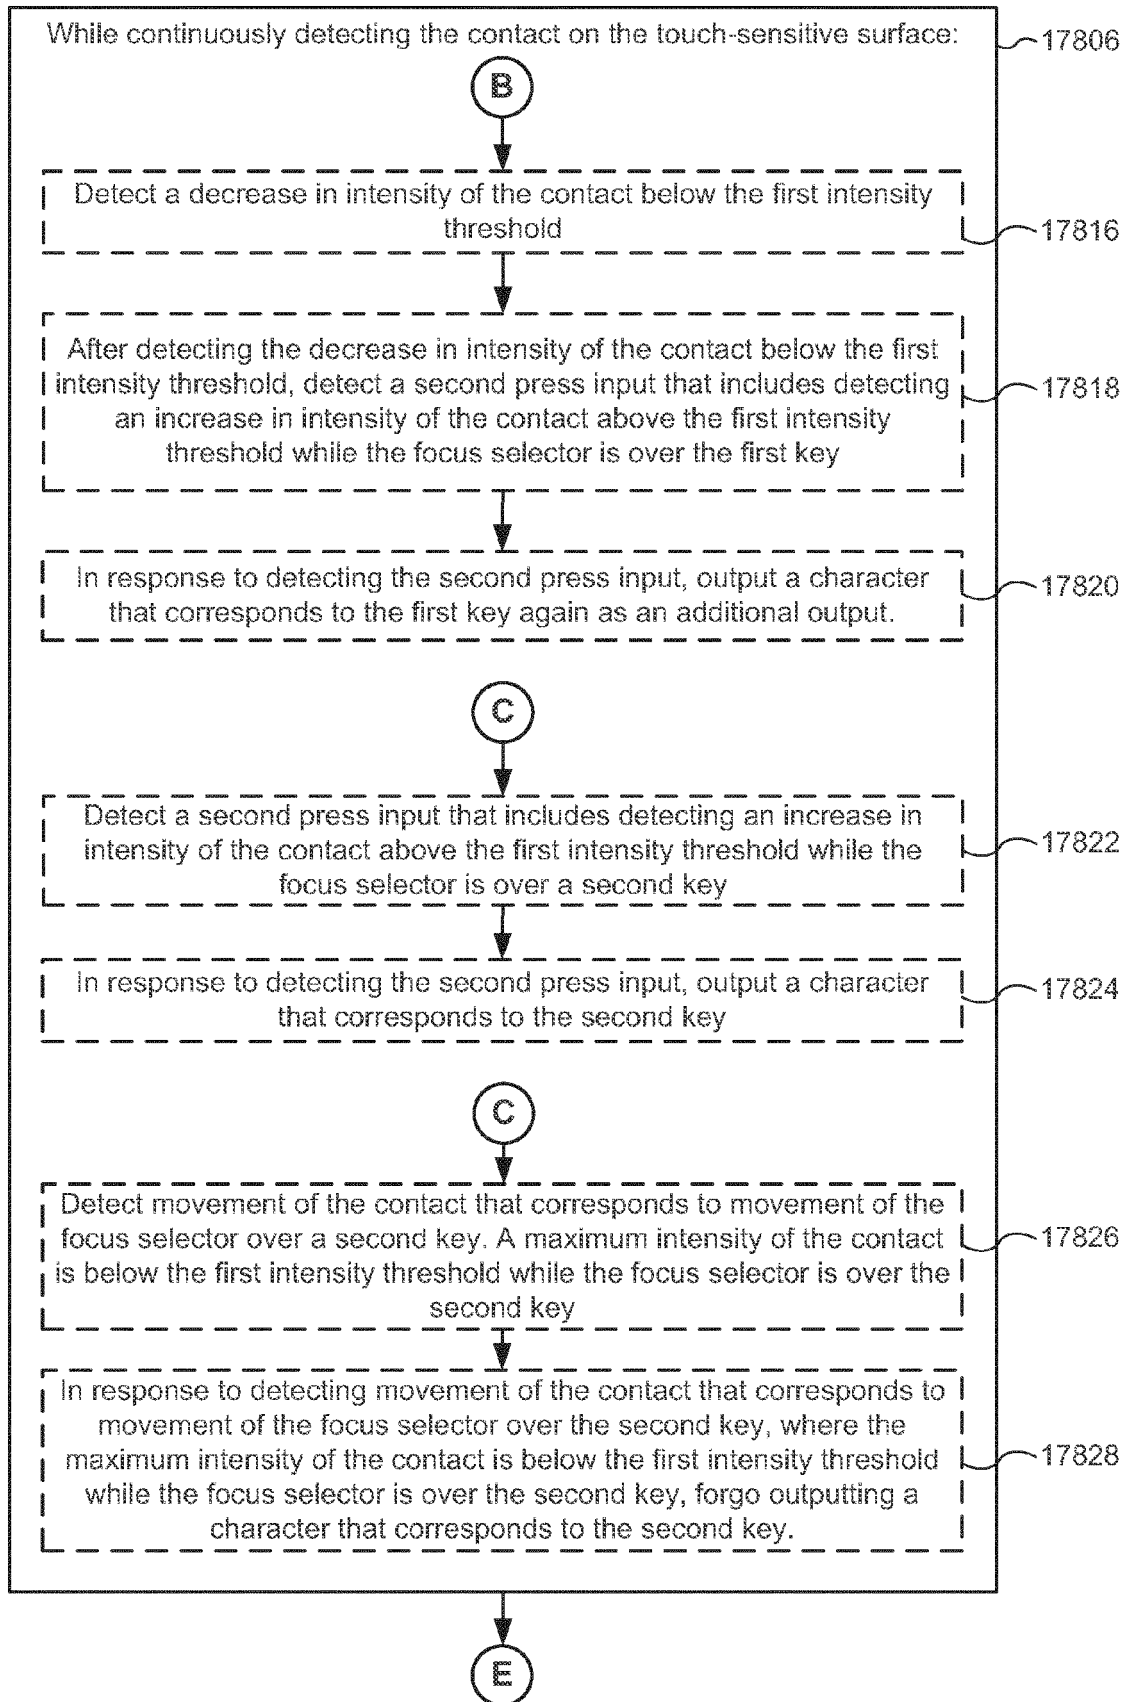 While continuously detecting the contact on the touch-sensitive surface:
17806
B
Detect a decrease in intensity of the contact below the first intensity
threshold
17816
After detecting the decrease in intensity of the contact below the first
intensity threshold, detect a second press input that includes detecting
an increase in intensity of the contact above the first intensity
threshold while the focus selector is over the first key
17818
In response to detecting the second press input, output a character
that corresponds to the first key again as an additional output.
17820
C
Detect a second press input that includes detecting an increase in
intensity of the contact above the first intensity threshold while the
focus selector is over a second key
17822
In response to detecting the second press input, output a character
that corresponds to the second key
17824
C
Detect movement of the contact that corresponds to movement of the
focus selector over a second key. A maximum intensity of the contact
is below the first intensity threshold while the focus selector is over the
second key
17826
In response to detecting movement of the contact that corresponds to
movement of the focus selector over the second key, where the
maximum intensity of the contact is below the first intensity threshold
while the focus selector is over the second key, forgo outputting a
character that corresponds to the second key.
17828
E